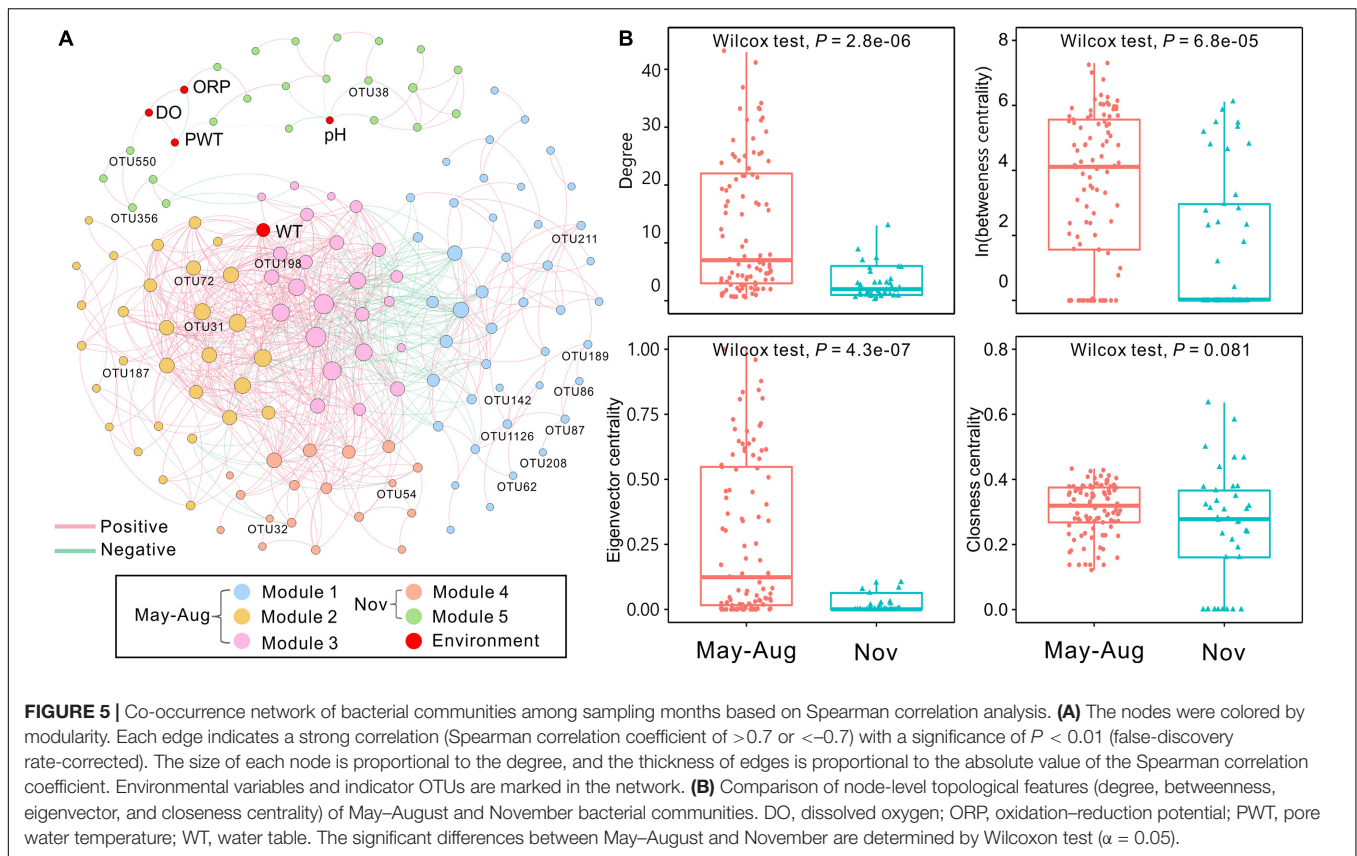 A
ORP
DO
PWT
pH
OTU38
OTU550
OTU356
WT
OTU198
OTU72
OTU31
OTU187
OTU211
OTU189
OTU86
OTU142
OTU87
OTU1126
OTU208
OTU62
OTU54
OTU32
Positive
Negative
May-Aug
Module 1
Module 2
Module 3
Nov
Module 4
Module 5
Environment
B
Wilcox test, P = 2.8e-06
Degree
40
30
20
10
0
Wilcox test, P = 6.8e-05
ln(betweeness centrality)
8
6
4
2
0
Wilcox test, P = 4.3e-07
Eigenvector centrality
1.00
0.75
0.50
0.25
0.00
May-Aug
Nov
Wilcox test, P = 0.081
Closness centrality
0.8
0.6
0.4
0.2
0.0
May-Aug
Nov
FIGURE 5 | Co-occurrence network of bacterial communities among sampling months based on Spearman correlation analysis. (A) The nodes were colored by
modularity. Each edge indicates a strong correlation (Spearman correlation coefficient of >0.7 or <–0.7) with a significance of P < 0.01 (false-discovery
rate-corrected). The size of each node is proportional to the degree, and the thickness of edges is proportional to the absolute value of the Spearman correlation
coefficient. Environmental variables and indicator OTUs are marked in the network. (B) Comparison of node-level topological features (degree, betweenness,
eigenvector, and closeness centrality) of May–August and November bacterial communities. DO, dissolved oxygen; ORP, oxidation–reduction potential; PWT, pore
water temperature; WT, water table. The significant differences between May–August and November are determined by Wilcoxon test (α = 0.05).